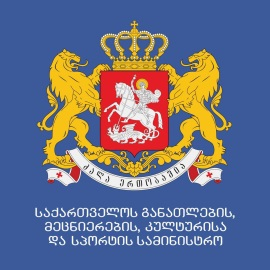 ძალა ერთობაშია
საქართველოს განათლების,
მეცნიერების, კულტურისა
და სპორტის სამინისტრო